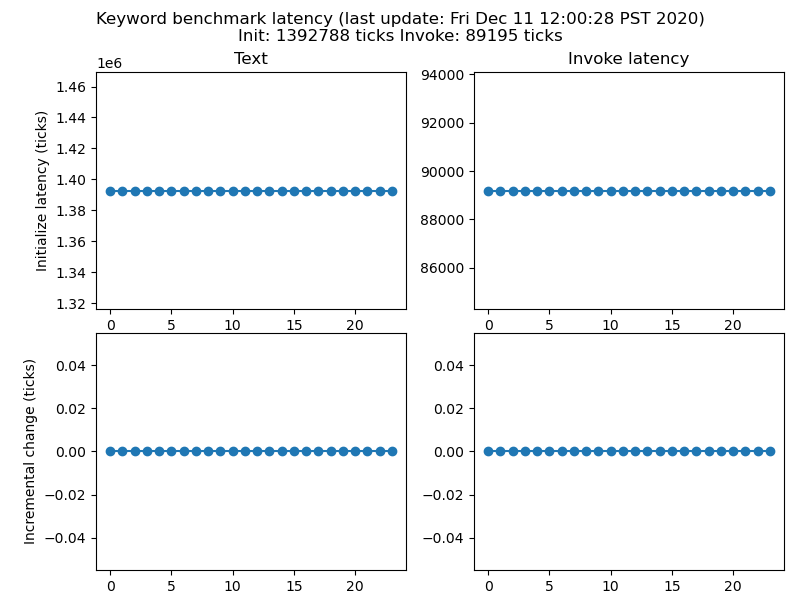 Keyword benchmark latency (last update: Fri Dec 11 12:00:28 PST 2020)
Init: 1392788 ticks Invoke: 89195 ticks
Text
1e6
Initialize latency (ticks)
1.46
1.44
1.42
1.40
1.38
1.36
1.34
1.32
0 5 10 15 20
Invoke latency
94000
92000
90000
88000
86000
0 5 10 15 20
Incremental change (ticks)
0.04
0.02
0.00
−0.02
−0.04
0 5 10 15 20
0.04
0.02
0.00
−0.02
−0.04
0 5 10 15 20